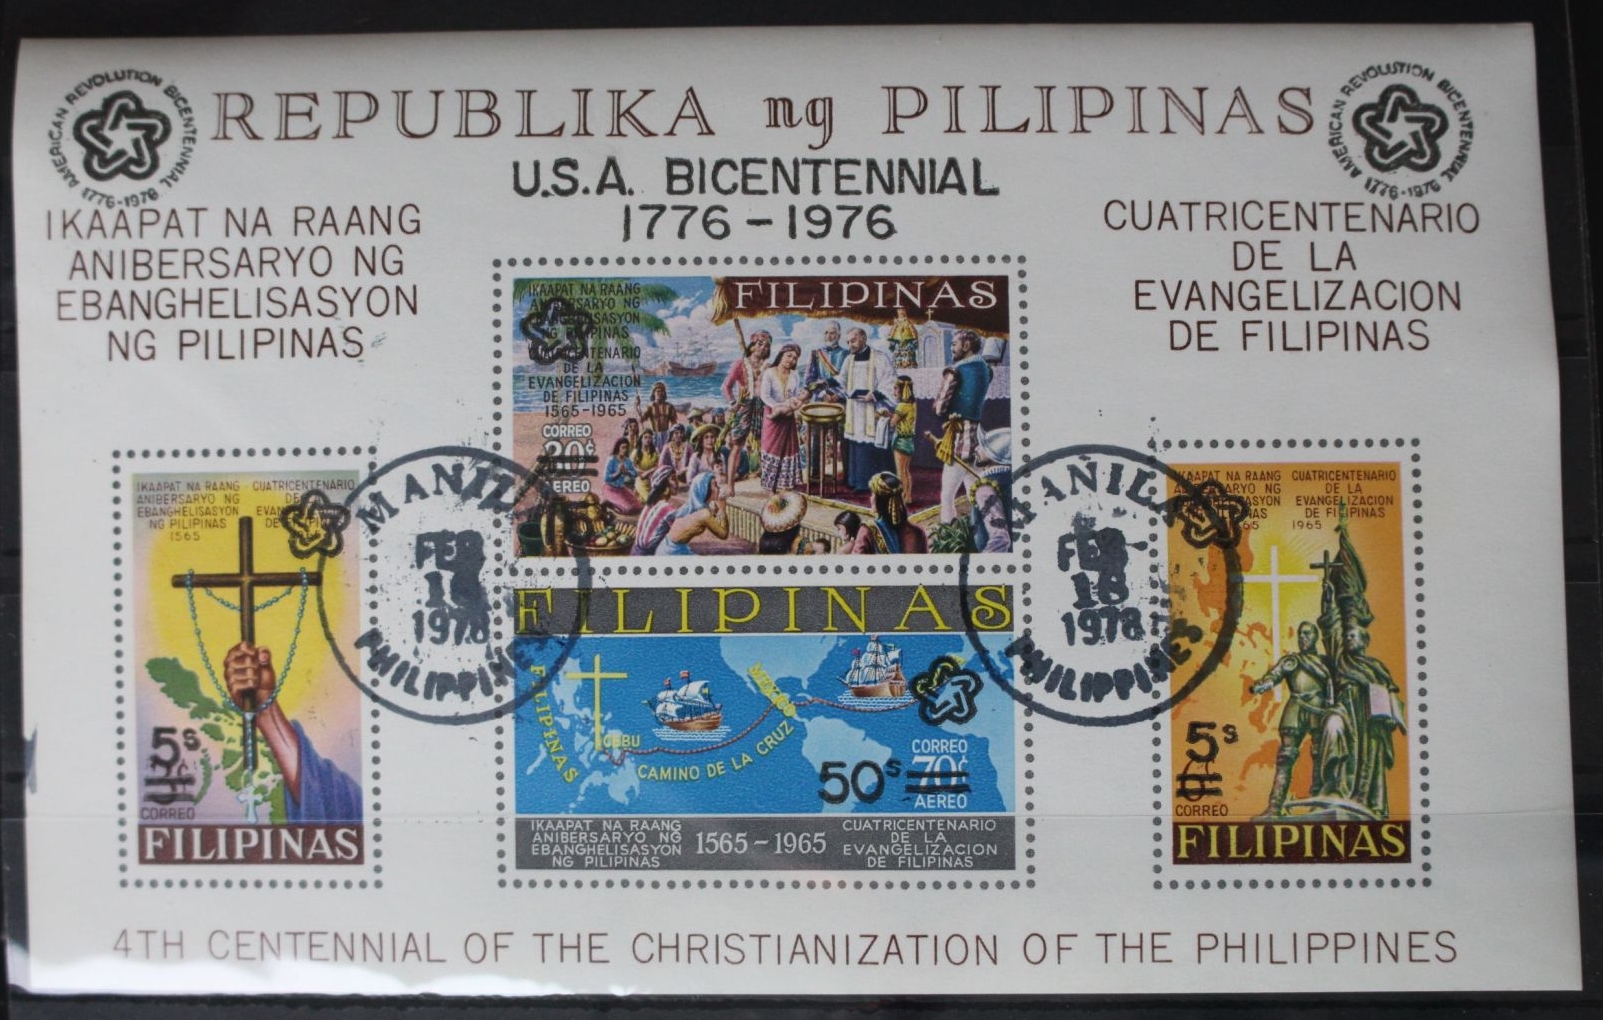 AMERICAN REVOLUTION BICENTENNIAL
1776-1976
REPUBLIKA ng PILIPINAS
AMERICAN REVOLUTION BICENTENNIAL
1776-1976
U.S.A. BICENTENNIAL
1776-1976
IKAAPAT NA RAANG
ANIBERSARYO NG
EBANGHELISASYON
NG PILIPINAS
CUATRICENTENARIO
DE LA
EVANGELIZACION
DE FILIPINAS
FILIPINAS
IKAAPAT NA RAANG
NG PILIPINAS
DE LA
EVANGELIZACION
DE FILIPINAS
1565-1965
CORREO
AEREO
IKAAPAT NA RAANG
ANIBERSARYO NG
EBANGHELISASYON
NG PILIPINAS
1565
CUATRICENTENARIO
5s
CORREO
FILIPINAS
MANILA
FEB
1978
PHILIPPINES
FILIPINAS
FILIPINAS
CEBU
CAMINO DE LA CRUZ
MEXICO
CORREO
50s 70¢
AEREO
IKAAPAT NA RAANG
ANIBERSARYO NG
EBANGHELISASYON
NG PILIPINAS
1565-1965
CUATRICENTENARIO
DE LA
EVANGELIZACION
DE FILIPINAS
MANILA
FEB
16
1978
PHILIPPINES
NA RAANG
CUATRICENTENARIO
DE LA
EVANGELIZACION
DE FILIPINAS
1965
5s
CORREO
FILIPINAS
4TH CENTENNIAL OF THE CHRISTIANIZATION OF THE PHILIPPINES